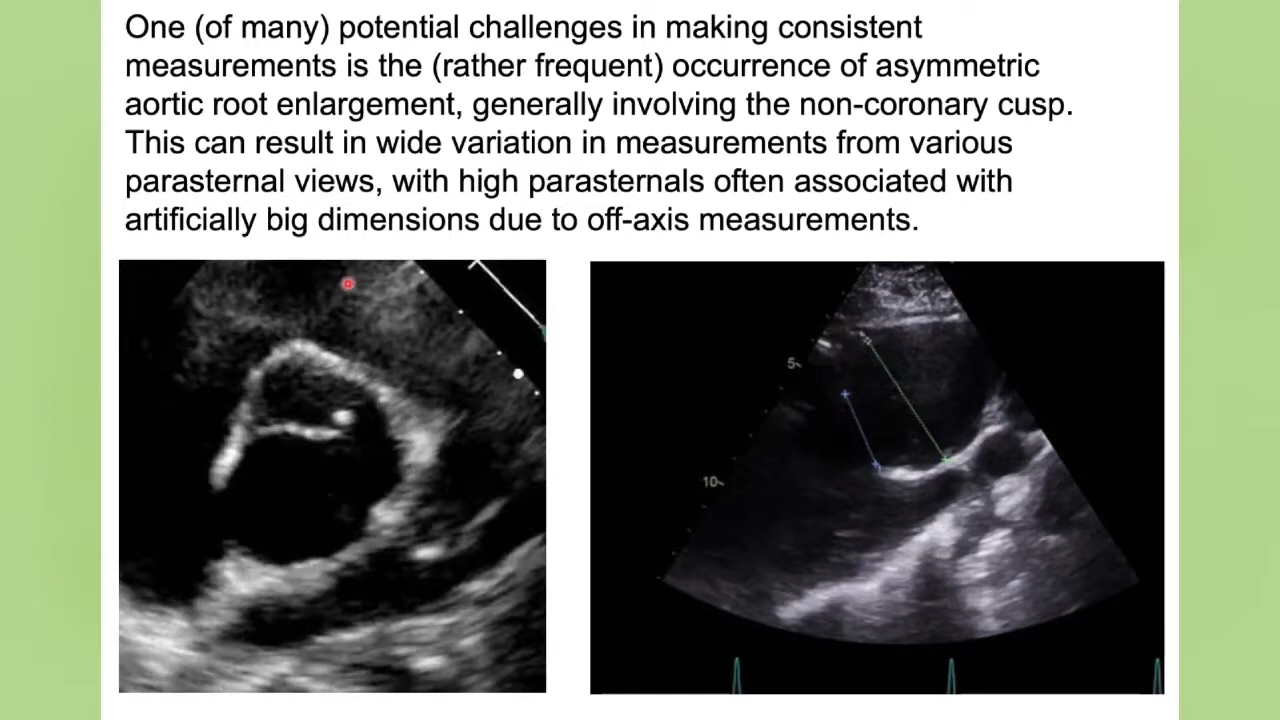 One (of many) potential challenges in making consistent
measurements is the (rather frequent) occurrence of asymmetric
aortic root enlargement, generally involving the non-coronary cusp.
This can result in wide variation in measurements from various
parasternal views, with high parasternals often associated with
artificially big dimensions due to off-axis measurements.
5
10